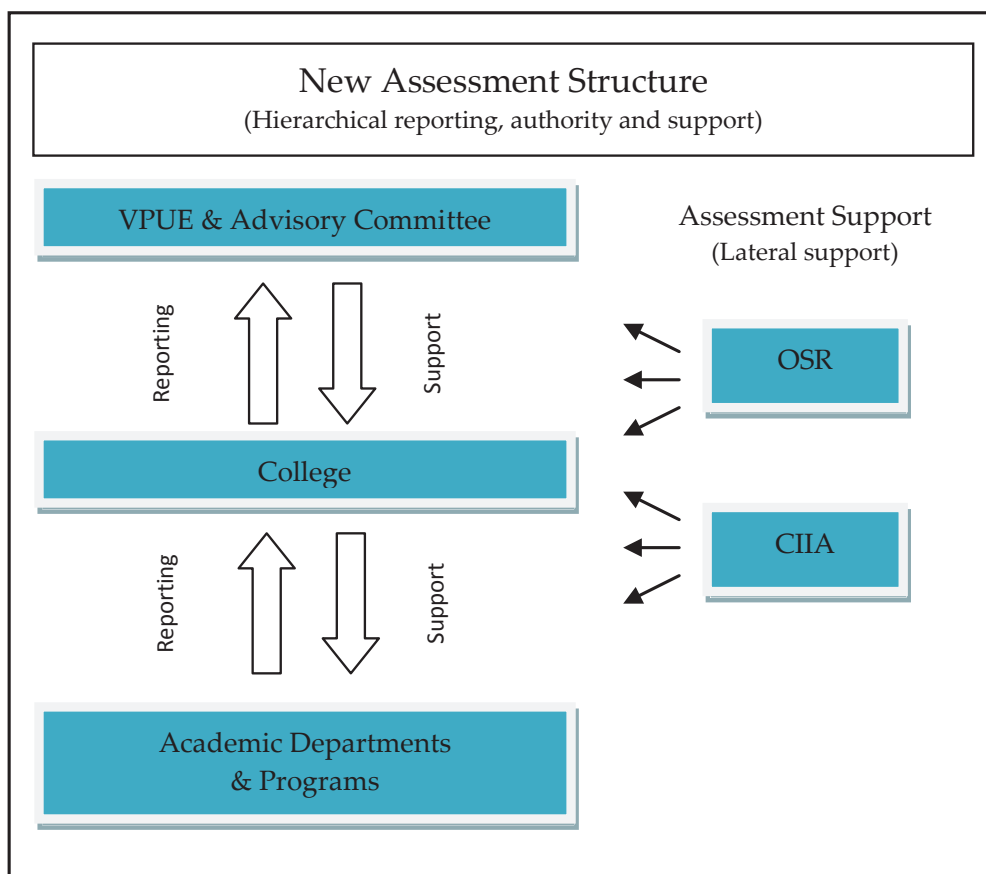 New Assessment Structure
(Hierarchical reporting, authority and support)
VPUE & Advisory Committee
Assessment Support
(Lateral support)
Reporting
Support
OSR
College
CIIA
Reporting
Support
Academic Departments
& Programs